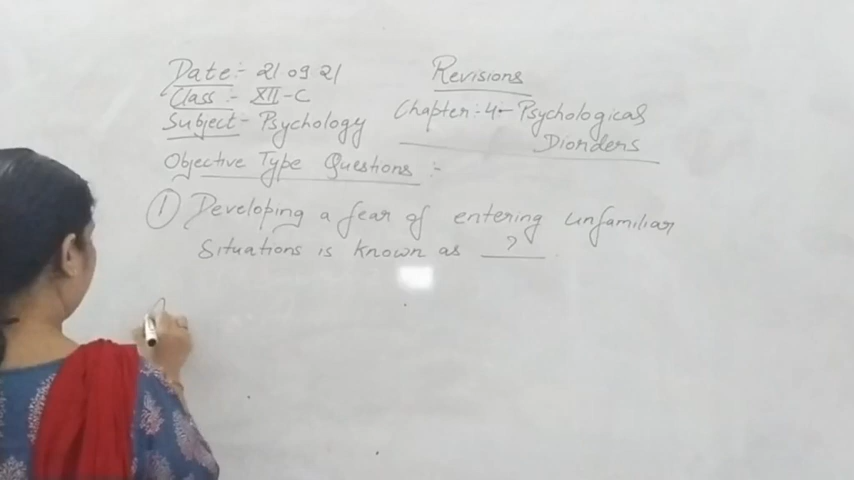 Date:- 21 09 21
Revisions
Class:- XII-C
Chapter:-4- Psychological
Subject- Psychology
Diorders
Objective Type Questions :-
① Developing a fear of entering unfamiliar
Situations is known as ?